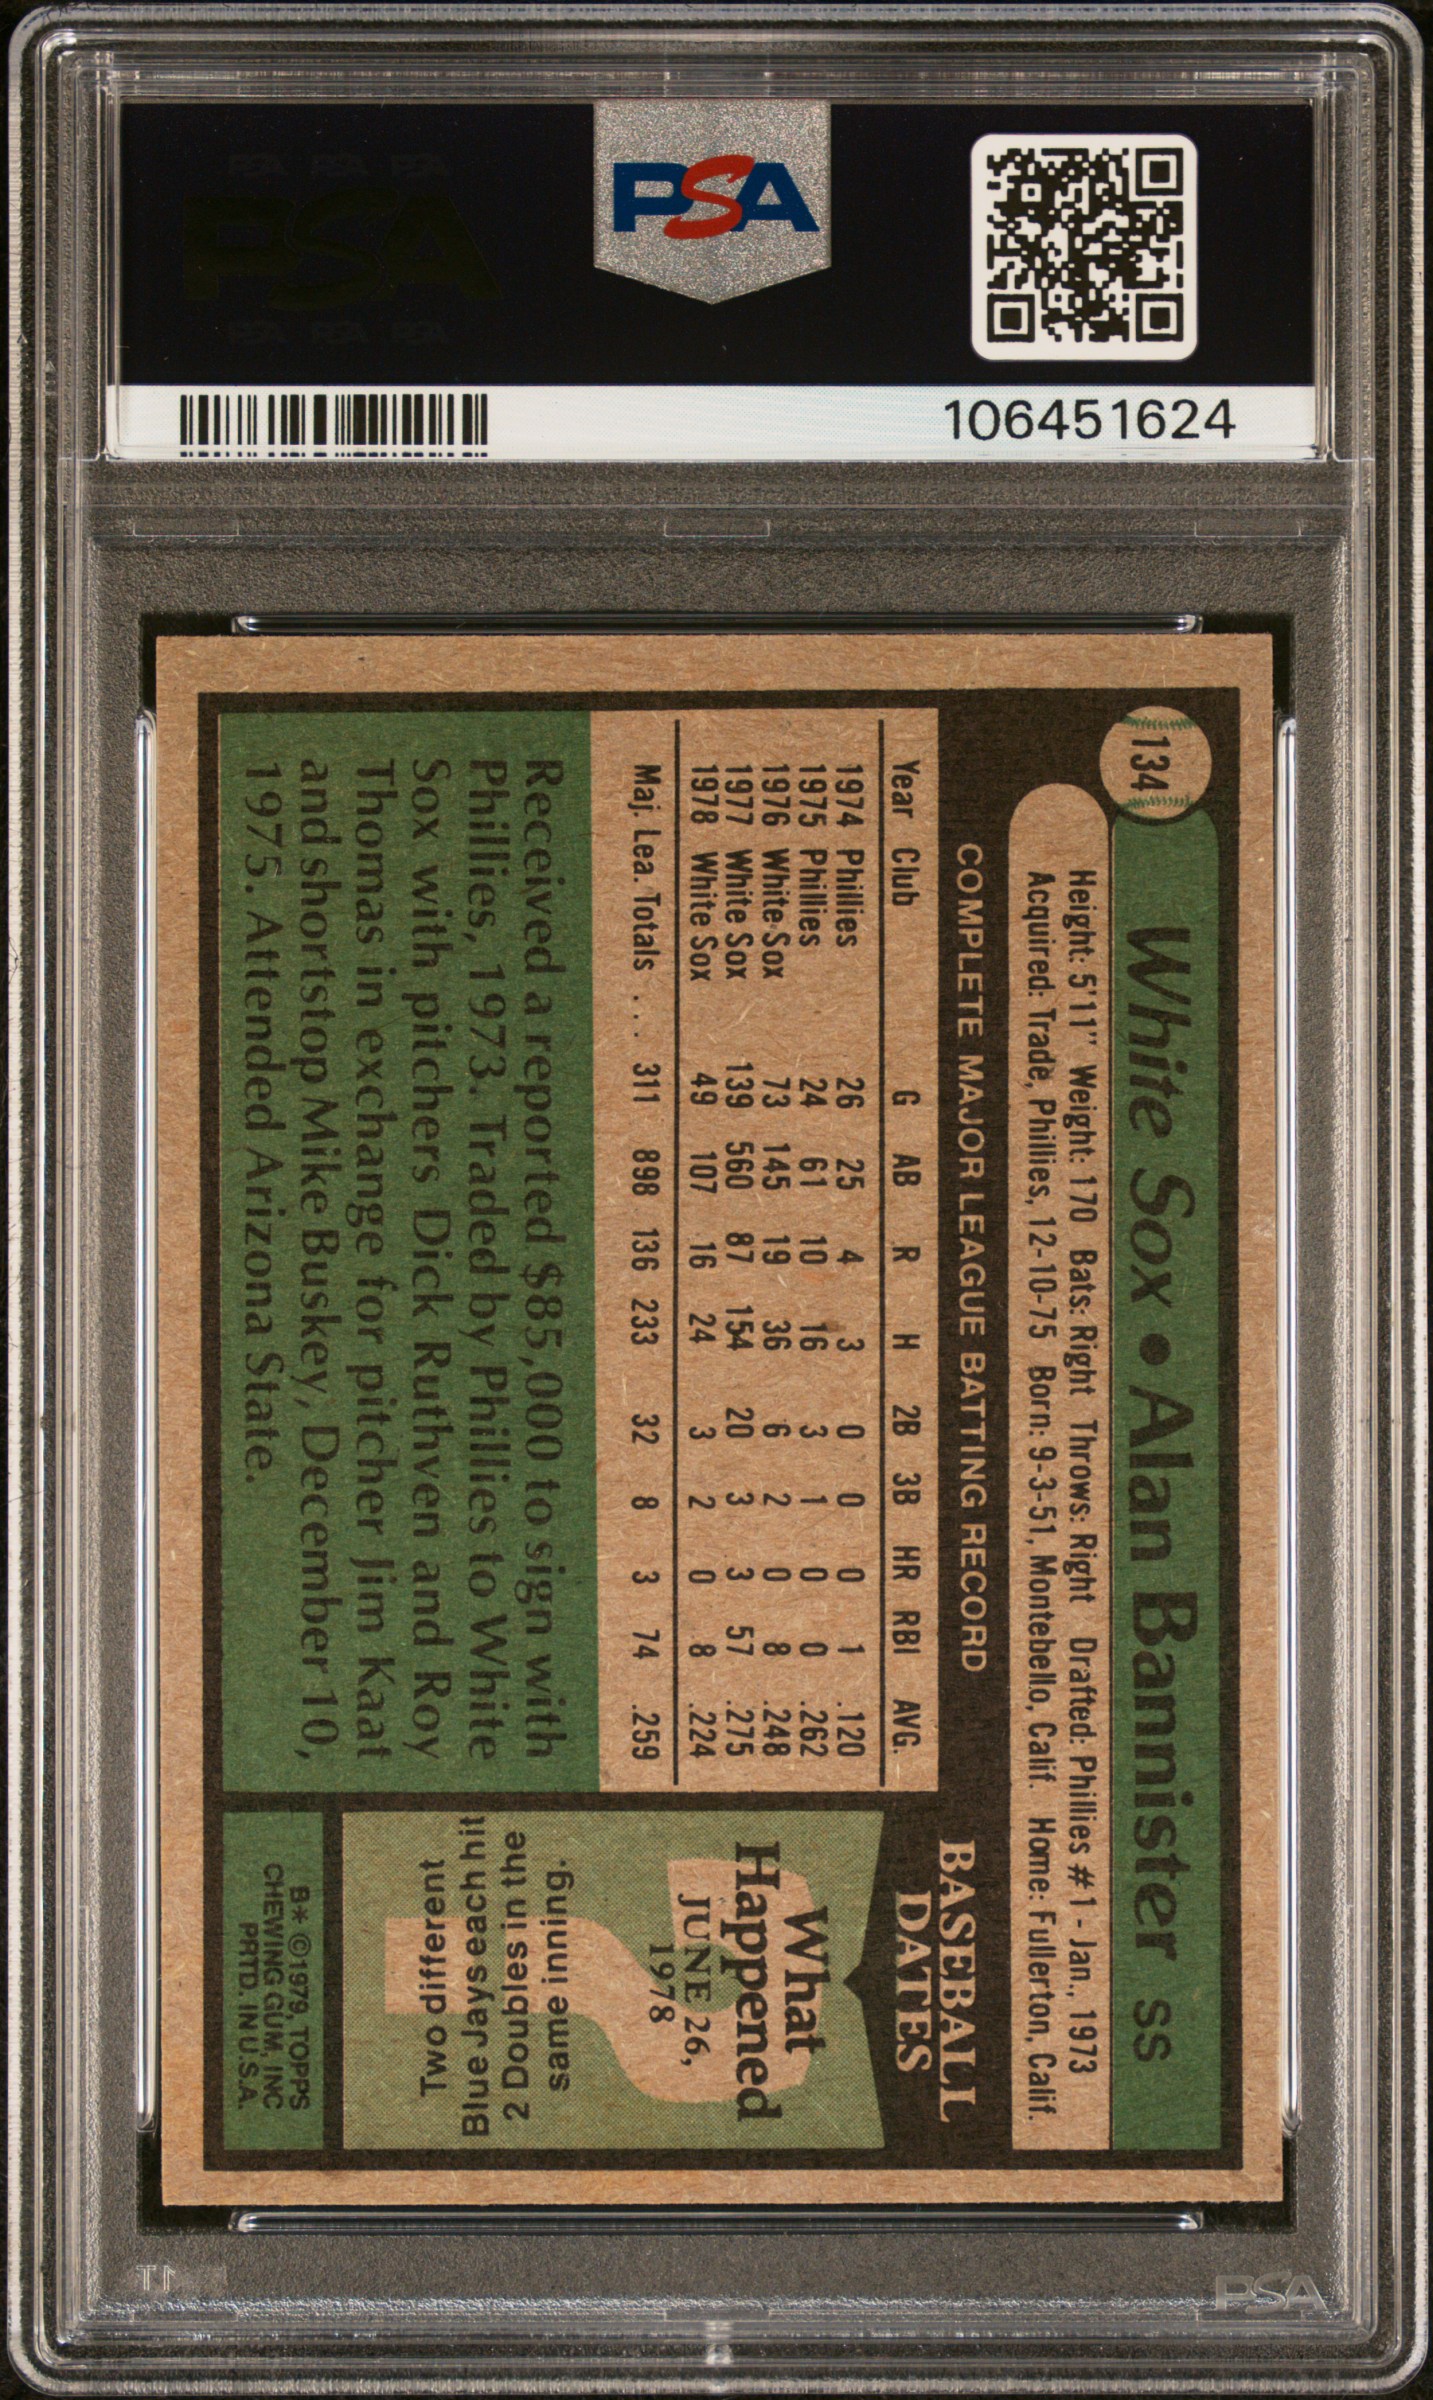 PSA
106451624
134
White Sox • Alan Bannister SS
Height: 5'11" Weight: 170 Bats: Right Throws: Right Drafted: Phillies #1 - Jan., 1973
Acquired: Trade, Phillies, 12-10-75 Born: 9-3-51, Montebello, Calif. Home: Fullerton, Calif.
COMPLETE MAJOR LEAGUE BATTING RECORD
Year Club G AB R H 2B 3B HR RBI AVG.
1974 Phillies 26 25 4 3 0 0 0 1 .120
1975 Phillies 24 61 10 16 3 1 0 0 .262
1976 White Sox 73 145 19 36 6 2 0 8 .248
1977 White Sox 139 560 87 154 20 3 3 57 .275
1978 White Sox 49 107 16 24 3 2 0 8 .224
Maj. Lea. Totals . . . 311 898 136 233 32 8 3 74 .259
Received a reported $85,000 to sign with
Phillies, 1973. Traded by Phillies to White
Sox with pitchers Dick Ruthven and Roy
Thomas in exchange for pitcher Jim Kaat
and shortstop Mike Buskey, December 10,
1975. Attended Arizona State.
BASEBALL
DATES
What
Happened
JUNE 26,
1978
same inning.
2 Doubles in the
Blue Jays each hit
Two different
B* ©1979, TOPPS
CHEWING GUM, INC
PRTD. IN U.S.A.
PSA